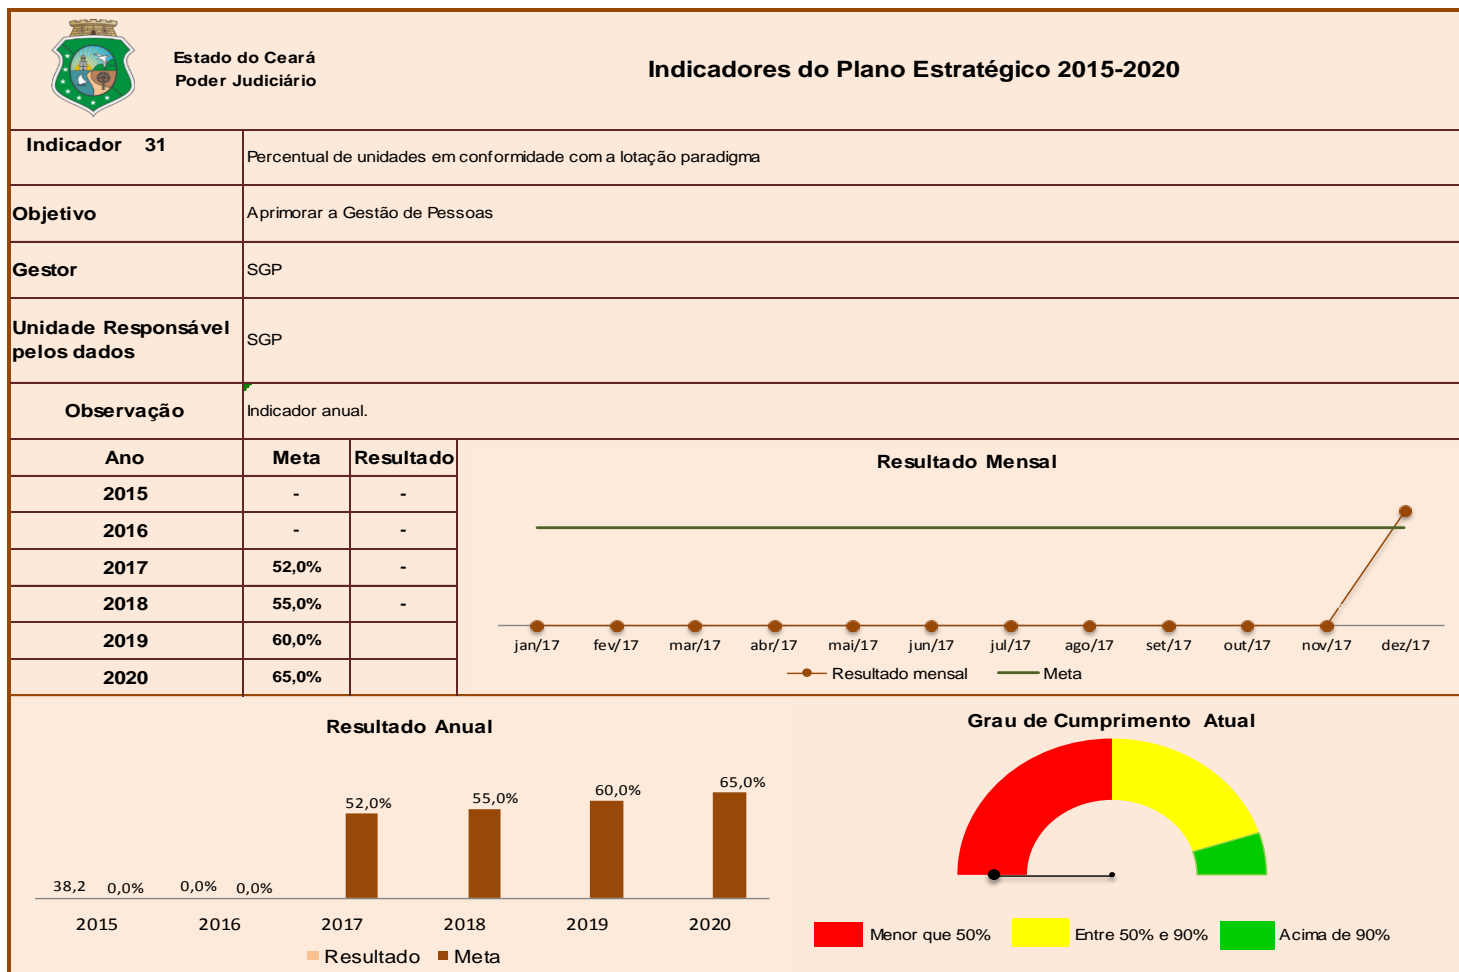 Estado do Ceará
Poder Judiciário
Indicadores do Plano Estratégico 2015-2020
Indicador 31
Percentual de unidades em conformidade com a lotação paradigma
Objetivo
Aprimorar a Gestão de Pessoas
Gestor
SGP
Unidade Responsável
pelos dados
SGP
Observação
Indicador anual.
Ano Meta Resultado
2015 - -
2016 - -
2017 52,0% -
2018 55,0% -
2019 60,0%
2020 65,0%
Resultado Mensal
jan/17 fev/17 mar/17 abr/17 mai/17 jun/17 jul/17 ago/17 set/17 out/17 nov/17 dez/17
Resultado mensal Meta
Resultado Anual
38,2 0,0% 0,0% 0,0% 52,0% 55,0% 60,0% 65,0%
2015 2016 2017 2018 2019 2020
Resultado Meta
Grau de Cumprimento Atual
Menor que 50% Entre 50% e 90% Acima de 90%